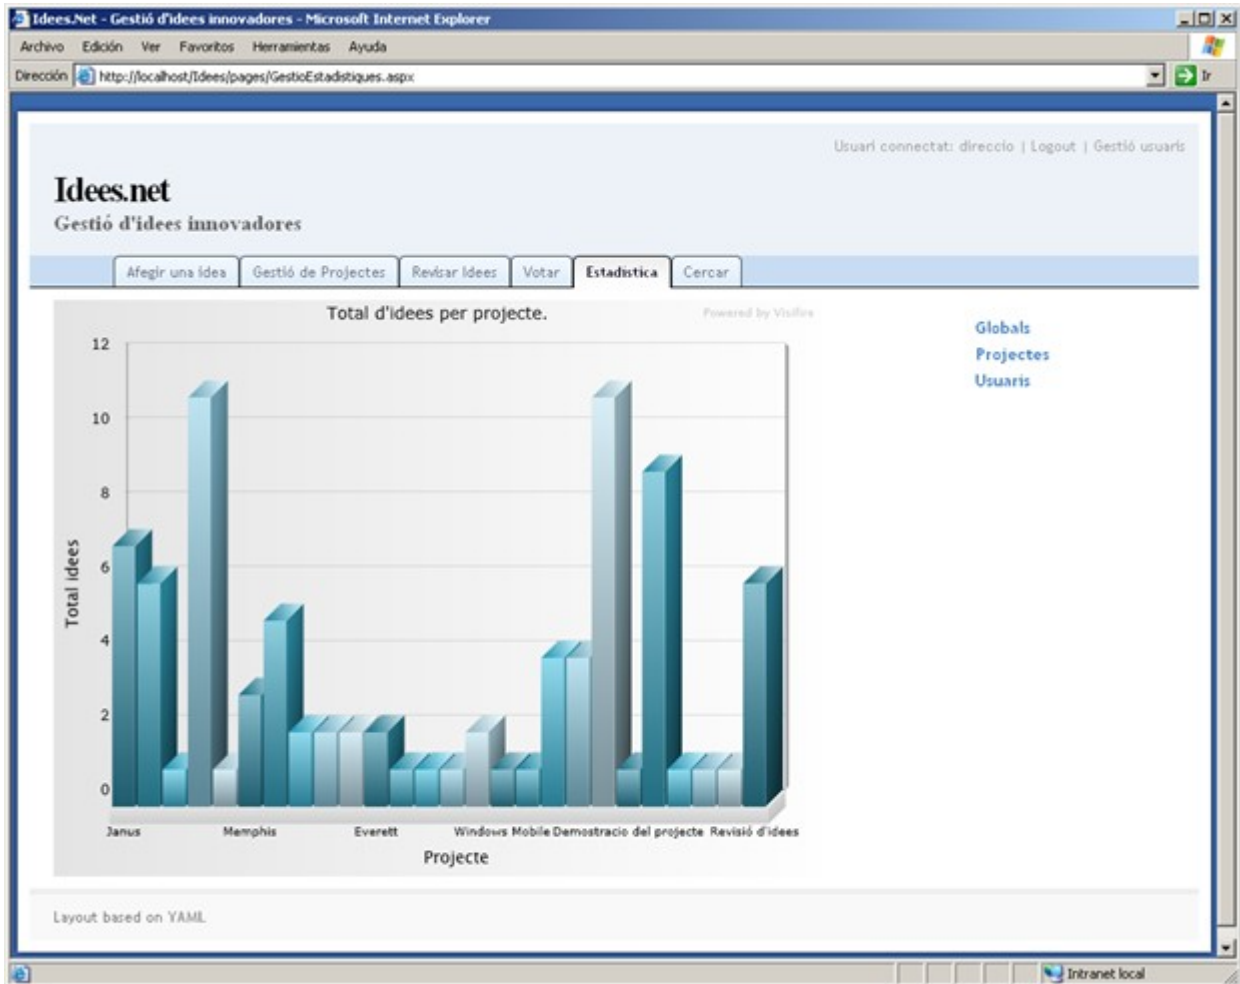 Idees.Net - Gestió d'idees innovadores - Microsoft Internet Explorer
Archivo Edición Ver Favoritos Herramientas Ayuda
Dirección http://localhost/Idees/pages/GestioEstadistiques.aspx Ir
Usuari connectat: direccio | Logout | Gestió usuaris
Idees.net
Gestió d'idees innovadores
Afegir una idea Gestió de Projectes Revisar Idees Votar Estadistica Cercar
Total d'idees per projecte.
Powered by Visifire
Globals
Projectes
Usuaris
12
10
8
6
4
2
0
Total idees
Janus Memphis Everett Windows Mobile Demostracio del projecte Revisió d'idees
Projecte
Layout based on YAML
Intranet local